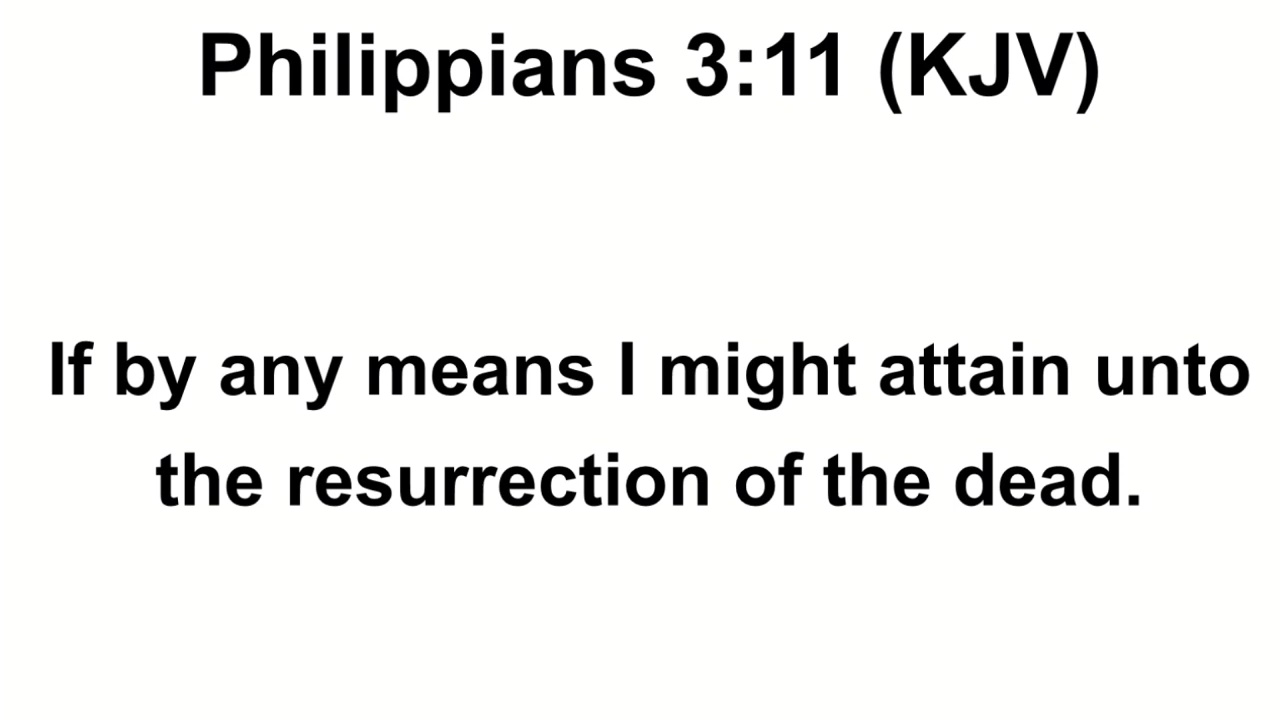 Philippians 3:11 (KJV)
If by any means I might attain unto
the resurrection of the dead.